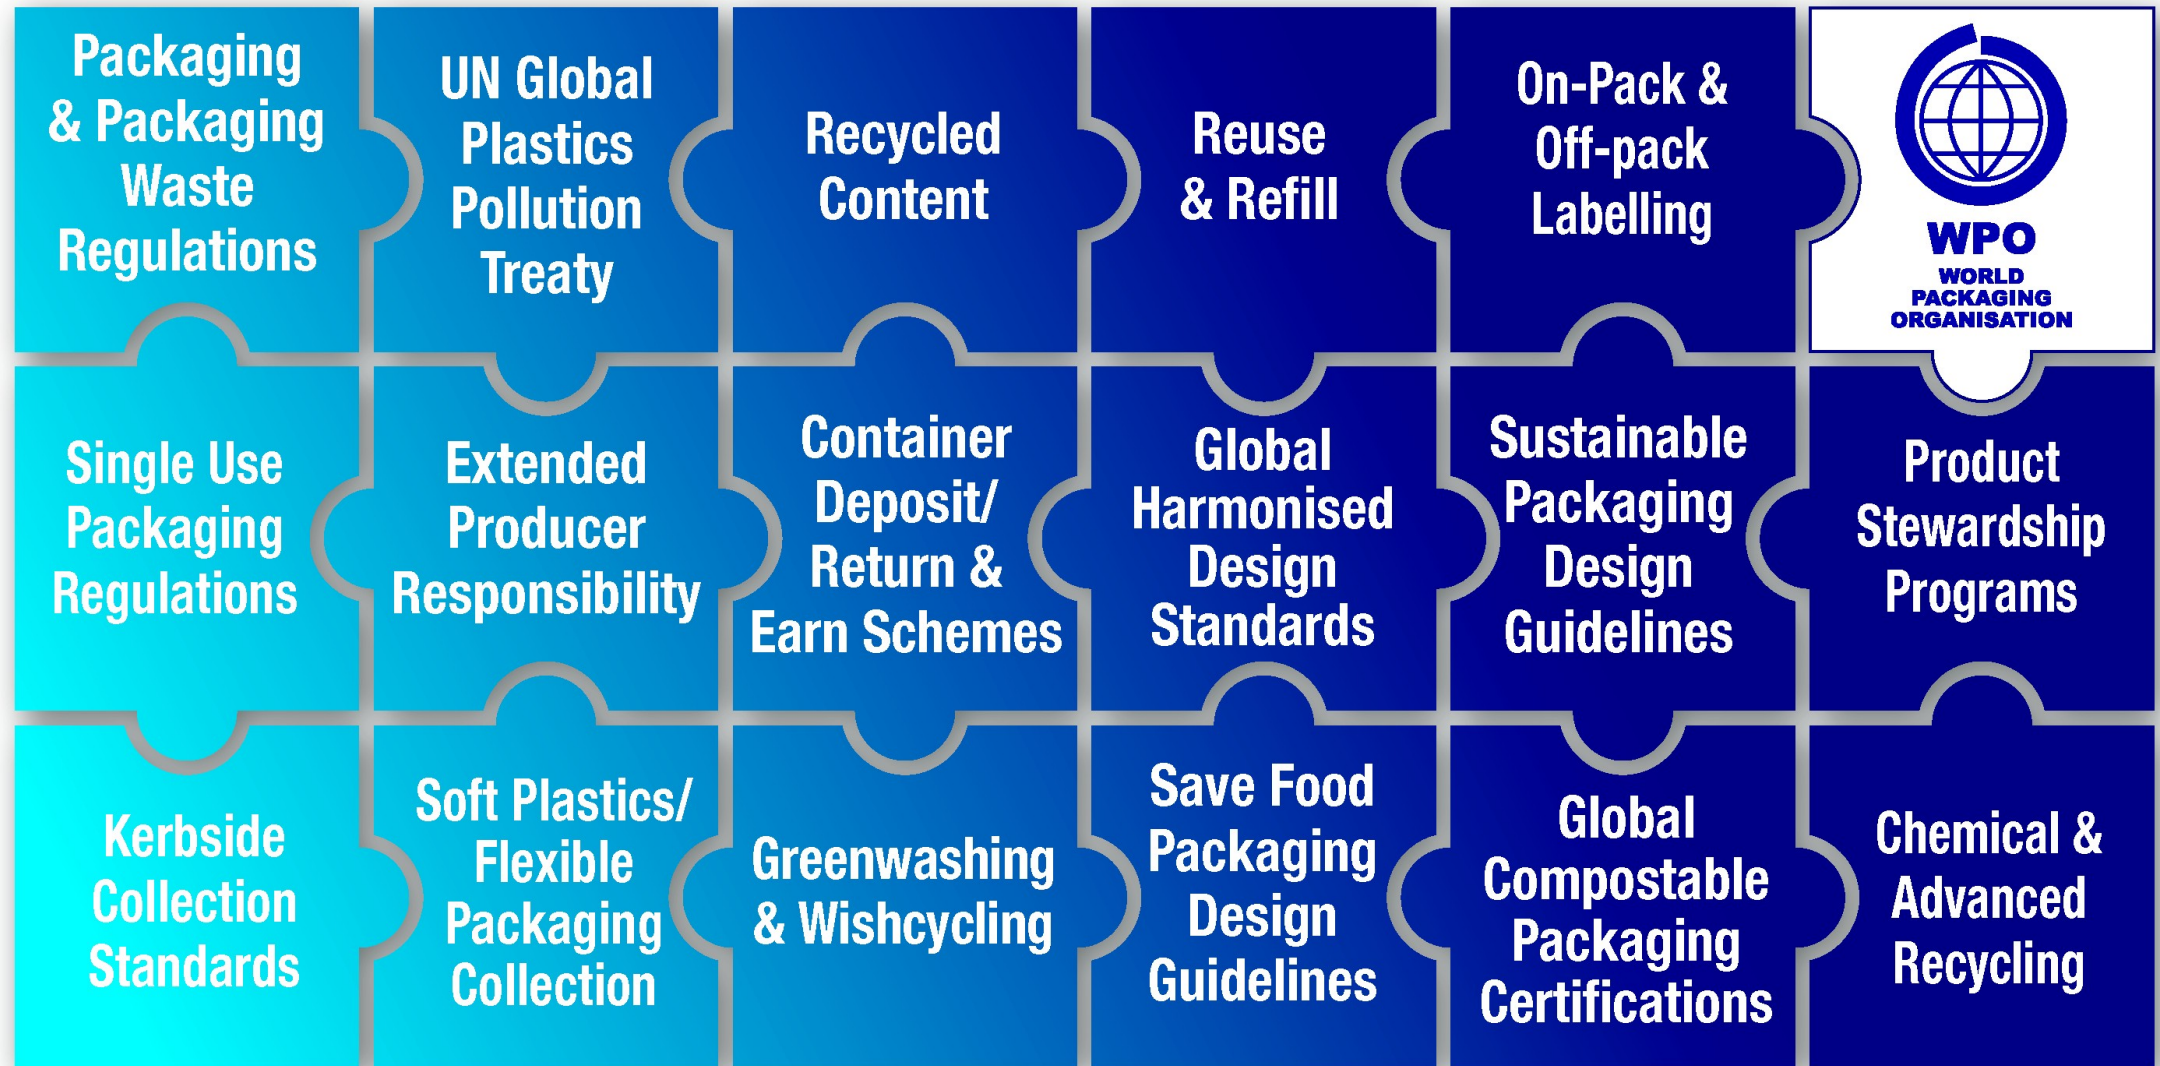 Packaging
& Packaging
Waste
Regulations
UN Global
Plastics
Pollution
Treaty
Recycled
Content
Reuse
& Refill
On-Pack &
Off-pack
Labelling
WPO
WORLD
PACKAGING
ORGANISATION
Single Use
Packaging
Regulations
Extended
Producer
Responsibility
Container
Deposit/
Return &
Earn Schemes
Global
Harmonised
Design
Standards
Sustainable
Packaging
Design
Guidelines
Product
Stewardship
Programs
Kerbside
Collection
Standards
Soft Plastics/
Flexible
Packaging
Collection
Greenwashing
& Wishcycling
Save Food
Packaging
Design
Guidelines
Global
Compostable
Packaging
Certifications
Chemical &
Advanced
Recycling